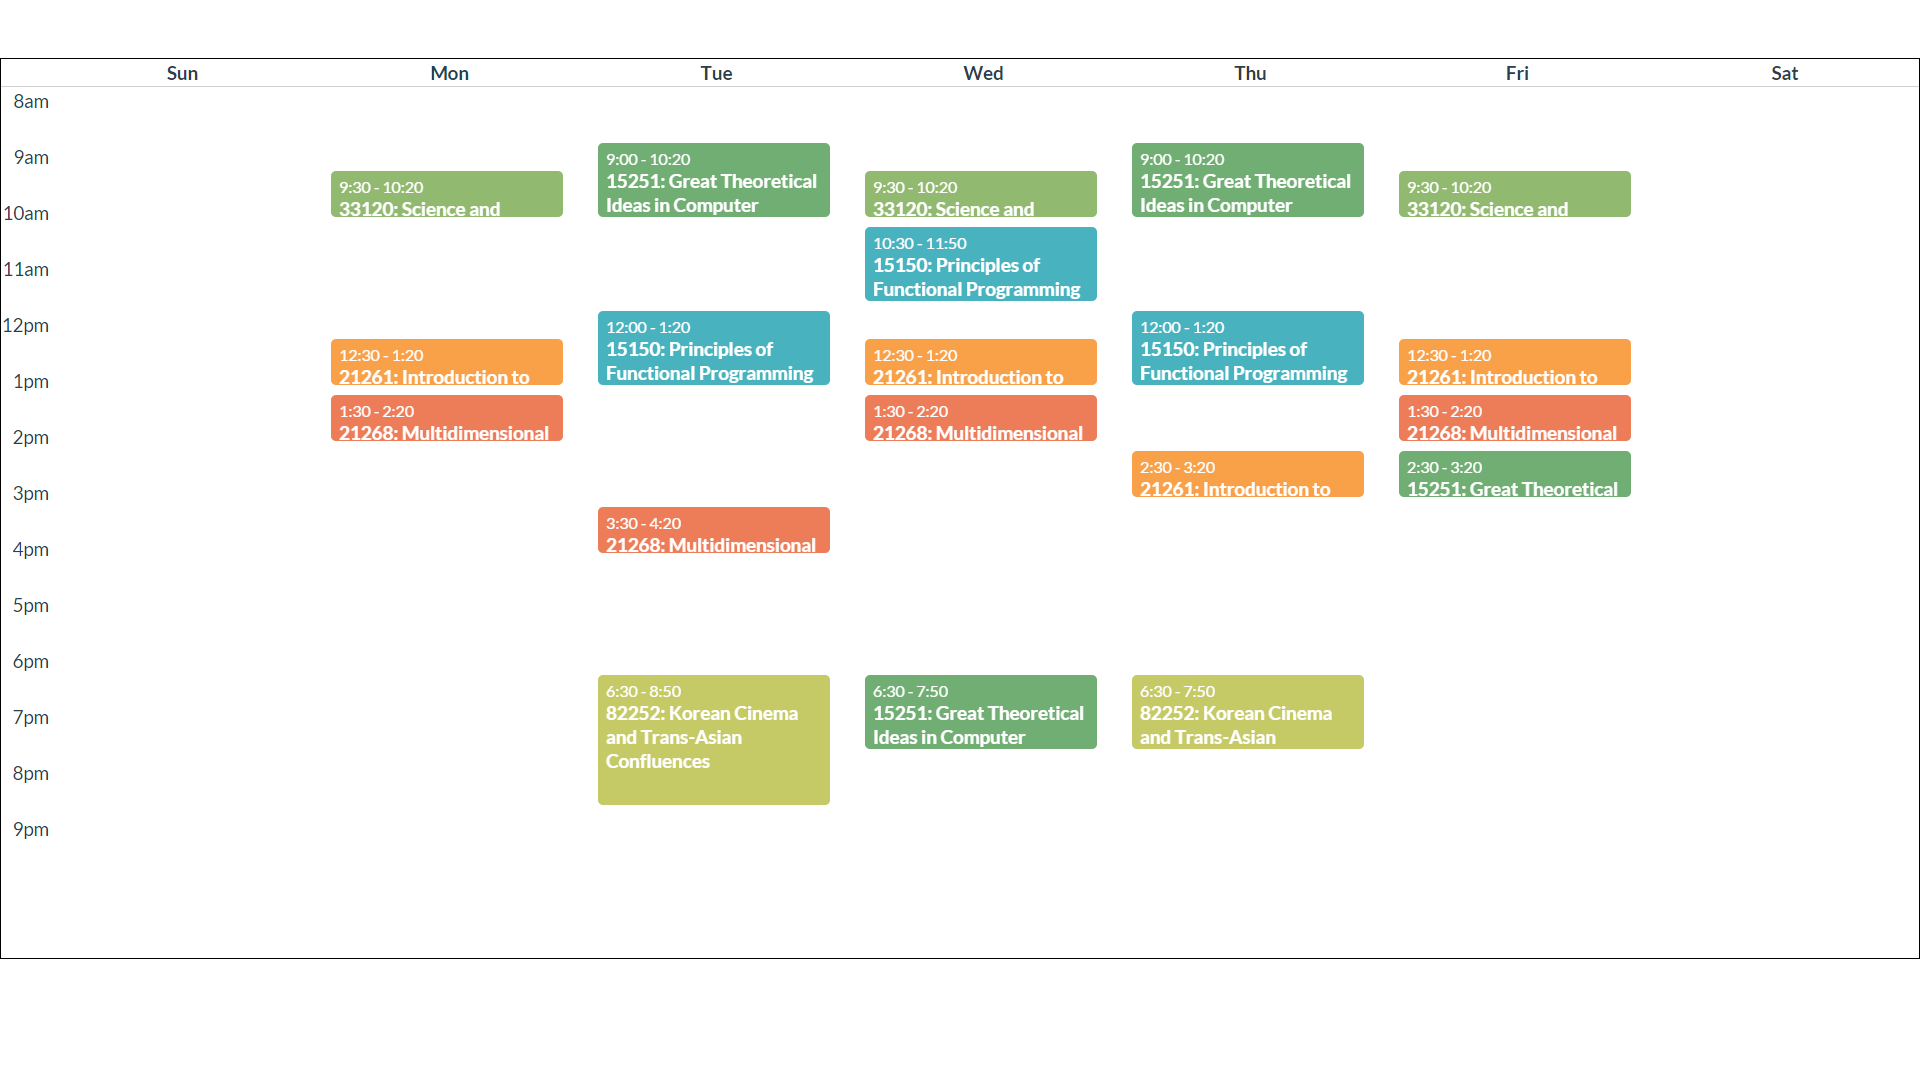 Sun Mon Tue Wed Thu Fri Sat
8am
9am
10am
11am
12pm
1pm
2pm
3pm
4pm
5pm
6pm
7pm
8pm
9pm
9:30 - 10:20
33120: Science and
12:30 - 1:20
21261: Introduction to
1:30 - 2:20
21268: Multidimensional
9:00 - 10:20
15251: Great Theoretical
Ideas in Computer
12:00 - 1:20
15150: Principles of
Functional Programming
3:30 - 4:20
21268: Multidimensional
6:30 - 8:50
82252: Korean Cinema
and Trans-Asian
Confluences
9:30 - 10:20
33120: Science and
10:30 - 11:50
15150: Principles of
Functional Programming
12:30 - 1:20
21261: Introduction to
1:30 - 2:20
21268: Multidimensional
6:30 - 7:50
15251: Great Theoretical
Ideas in Computer
9:00 - 10:20
15251: Great Theoretical
Ideas in Computer
12:00 - 1:20
15150: Principles of
Functional Programming
2:30 - 3:20
21261: Introduction to
6:30 - 7:50
82252: Korean Cinema
and Trans-Asian
9:30 - 10:20
33120: Science and
12:30 - 1:20
21261: Introduction to
1:30 - 2:20
21268: Multidimensional
2:30 - 3:20
15251: Great Theoretical